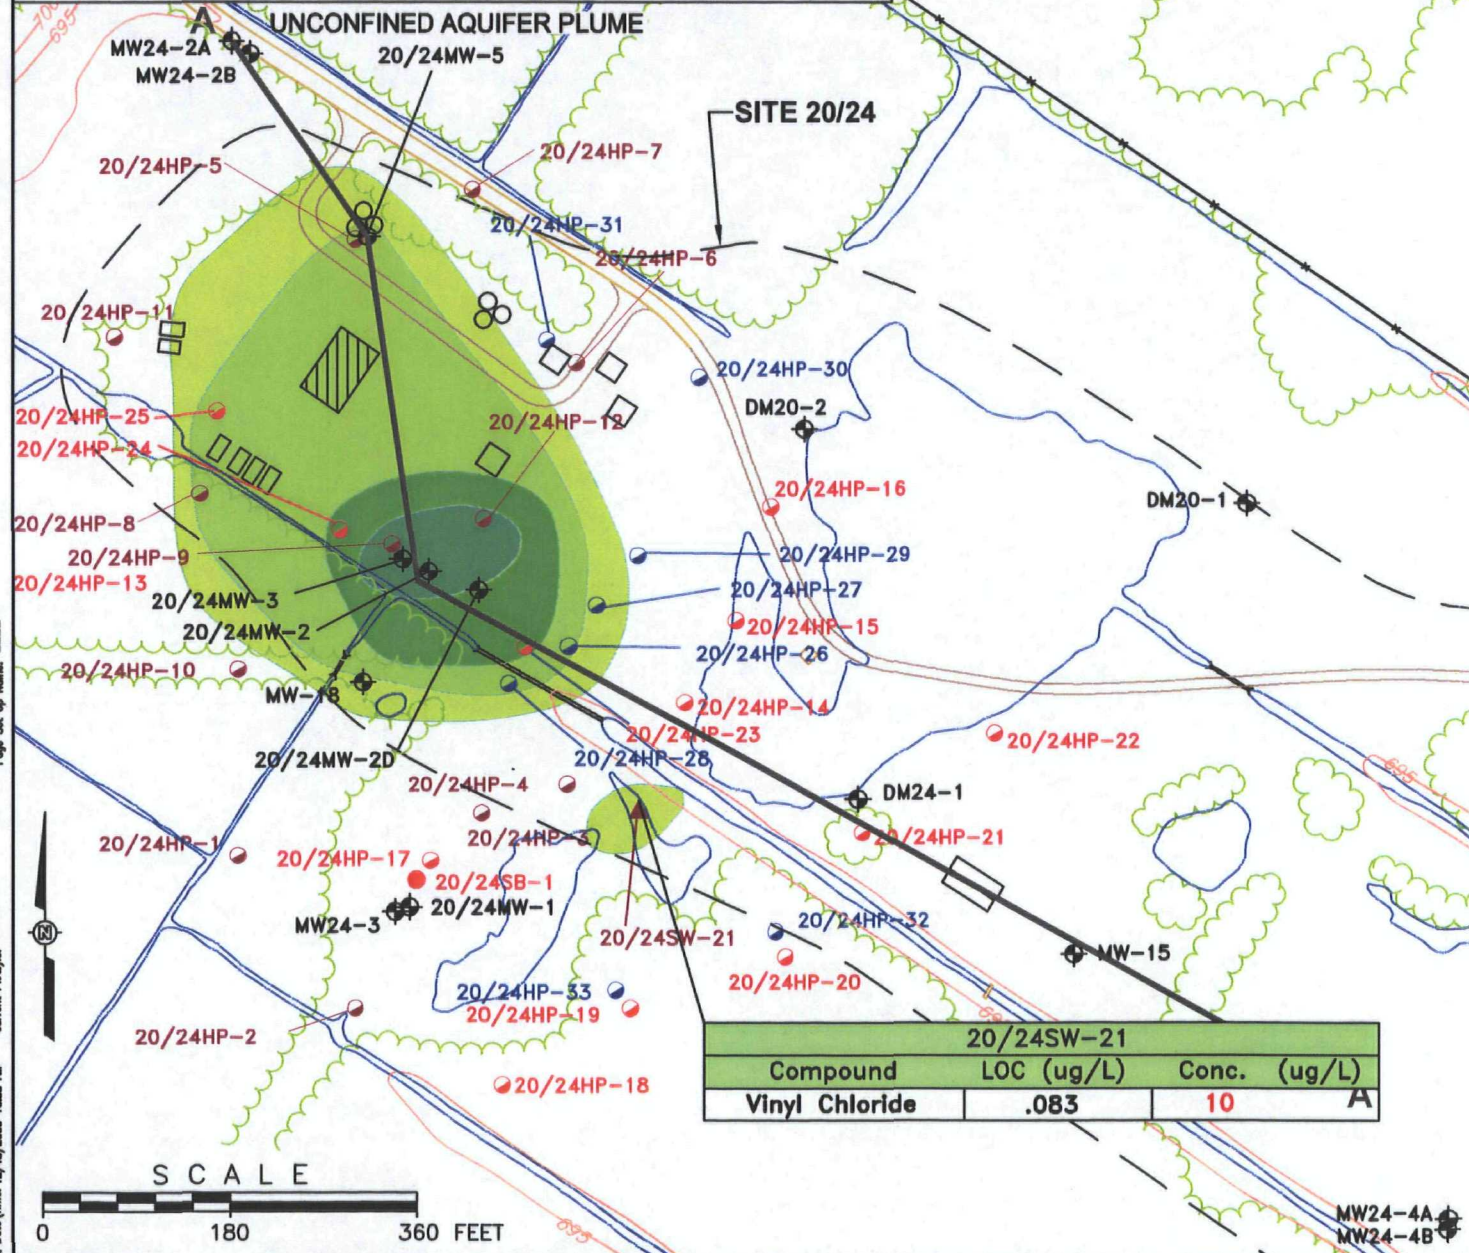 A
UNCONFINED AQUIFER PLUME
700
695
MW24-2A
MW24-2B
20/24MW-5
SITE 20/24
20/24HP-5
20/24HP-7
20/24HP-31
20/24HP-6
20/24HP-11
20/24HP-30
DM20-2
20/24HP-25
20/24HP-12
20/24HP-24
20/24HP-16
DM20-1
20/24HP-8
20/24HP-9
20/24HP-29
20/24HP-13
20/24HP-27
20/24MW-3
20/24MW-2
20/24HP-15
20/24HP-26
20/24HP-10
MW-18
20/24HP-14
20/24HP-23
20/24HP-22
20/24MW-2D
20/24HP-28
695
20/24HP-4
DM24-1
20/24HP-3
20/24HP-21
20/24HP-1
20/24HP-17
20/24SB-1
20/24MW-1
MW24-3
20/24HP-32
20/24SW-21
MW-15
20/24HP-20
20/24HP-33
20/24HP-19
N
20/24HP-2
20/24SW-21
Compound LOC (ug/L) Conc. (ug/L)
Vinyl Chloride .083 10
A
20/24HP-18
SCALE
0 180 360 FEET
695
MW24-4A
MW24-4B